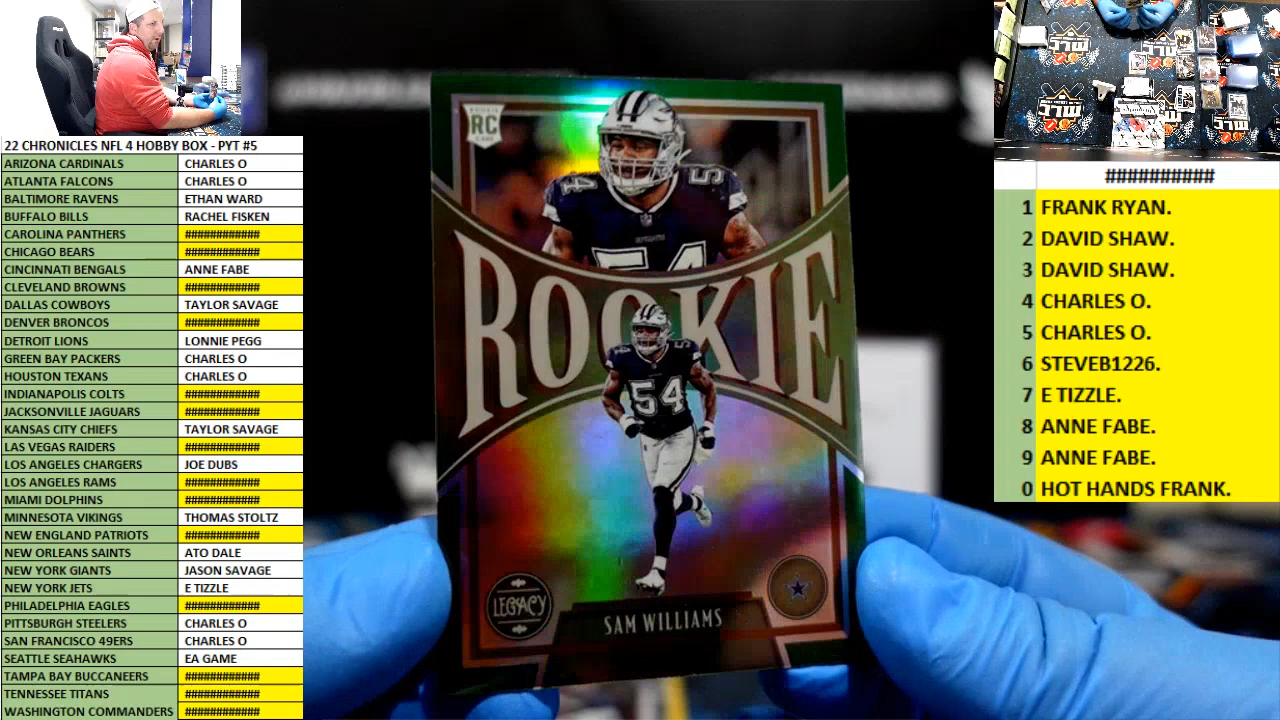 22 CHRONICLES NFL 4 HOBBY BOX - PYT #5
ARIZONA CARDINALS CHARLES O
ATLANTA FALCONS CHARLES O
BALTIMORE RAVENS ETHAN WARD
BUFFALO BILLS RACHEL FISKEN
CAROLINA PANTHERS ############
CHICAGO BEARS ############
CINCINNATI BENGALS ANNE FABE
CLEVELAND BROWNS ############
DALLAS COWBOYS TAYLOR SAVAGE
DENVER BRONCOS ############
DETROIT LIONS LONNIE PEGG
GREEN BAY PACKERS CHARLES O
HOUSTON TEXANS CHARLES O
INDIANAPOLIS COLTS ############
JACKSONVILLE JAGUARS ############
KANSAS CITY CHIEFS TAYLOR SAVAGE
LAS VEGAS RAIDERS ############
LOS ANGELES CHARGERS JOE DUBS
LOS ANGELES RAMS ############
MIAMI DOLPHINS ############
MINNESOTA VIKINGS THOMAS STOLTZ
NEW ENGLAND PATRIOTS ############
NEW ORLEANS SAINTS ATO DALE
NEW YORK GIANTS JASON SAVAGE
NEW YORK JETS E TIZZLE
PHILADELPHIA EAGLES ############
PITTSBURGH STEELERS CHARLES O
SAN FRANCISCO 49ERS CHARLES O
SEATTLE SEAHAWKS EA GAME
TAMPA BAY BUCCANEERS ############
TENNESSEE TITANS ############
WASHINGTON COMMANDERS ############
ROOKIE
RC
CARD
54
54
ROOKIE
54
54
LEGACY
SAM WILLIAMS
##########
1 FRANK RYAN.
2 DAVID SHAW.
3 DAVID SHAW.
4 CHARLES O.
5 CHARLES O.
6 STEVEB1226.
7 E TIZZLE.
8 ANNE FABE.
9 ANNE FABE.
0 HOT HANDS FRANK.